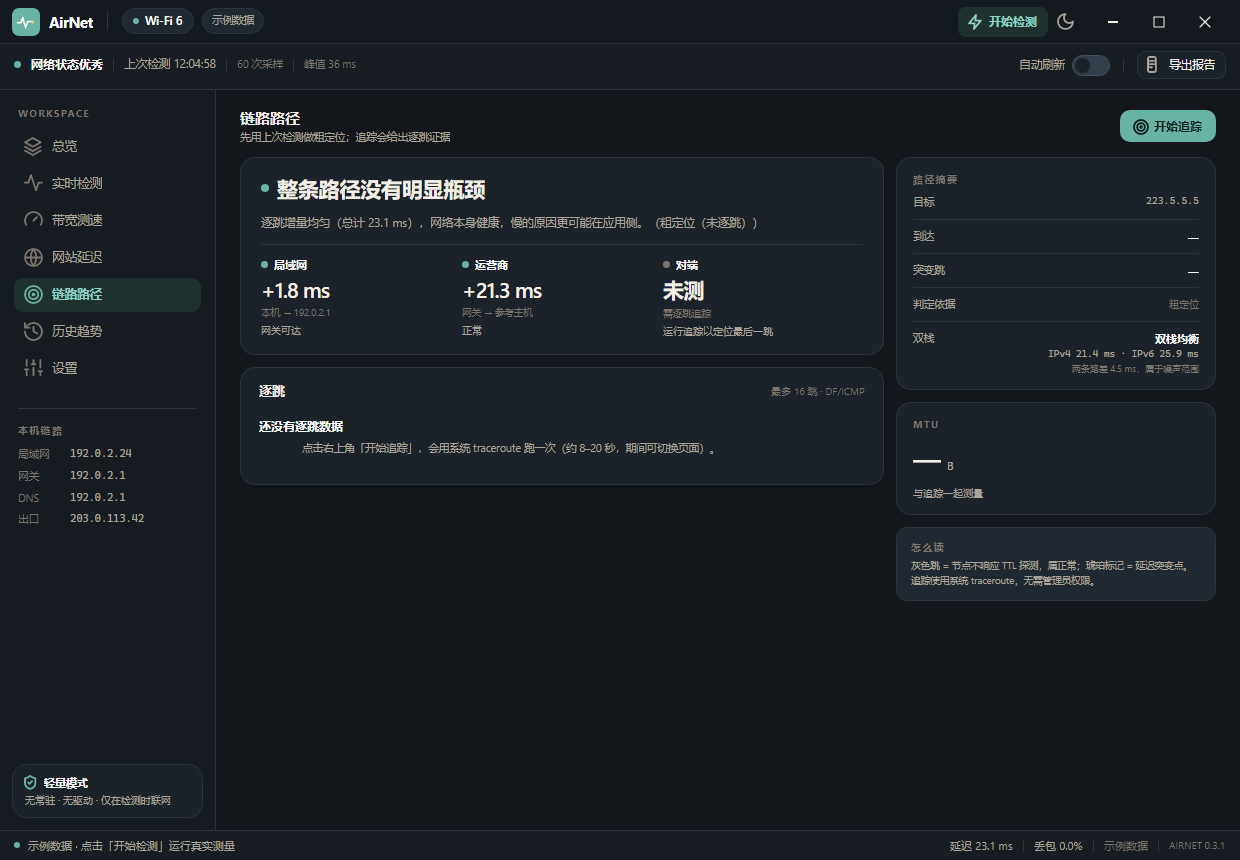 AirNet
Wi-Fi 6
示例数据
开始检测
网络状态优秀
上次检测 12:04:58
60 次采样
峰值 36 ms
自动刷新
导出报告
WORKSPACE
总览
实时检测
带宽测速
网站延迟
链路路径
历史趋势
设置
本机链路
局域网 192.0.2.24
网关 192.0.2.1
DNS 192.0.2.1
出口 203.0.113.42
轻量模式
无常驻 · 无驱动 · 仅在检测时联网
链路路径
先用上次检测做粗定位；追踪会给出逐跳证据
开始追踪
整条路径没有明显瓶颈
逐跳增量均匀（总计 23.1 ms），网络本身健康，慢的原因更可能在应用侧。（粗定位（未逐跳））
局域网
+1.8 ms
本机 → 192.0.2.1
网关可达
运营商
+21.3 ms
网关 → 参考主机
正常
对端
未测
需逐跳追踪
运行追踪以定位最后一跳
逐跳
最多 16 跳 · DF/ICMP
还没有逐跳数据
点击右上角「开始追踪」，会用系统 traceroute 跑一次（约 8–20 秒，期间可切换页面）。
路径摘要
目标 223.5.5.5
到达 —
突变跳 —
判定依据 粗定位
双栈 双栈均衡
IPv4 21.4 ms · IPv6 25.9 ms
两条路差 4.5 ms，属于噪声范围
MTU
— B
与追踪一起测量
怎么读
灰色跳 = 节点不响应 TTL 探测，属正常；琥珀标记 = 延迟突变点。
追踪使用系统 traceroute，无需管理员权限。
示例数据 · 点击「开始检测」运行真实测量
延迟 23.1 ms
丢包 0.0%
示例数据
AIRNET 0.3.1